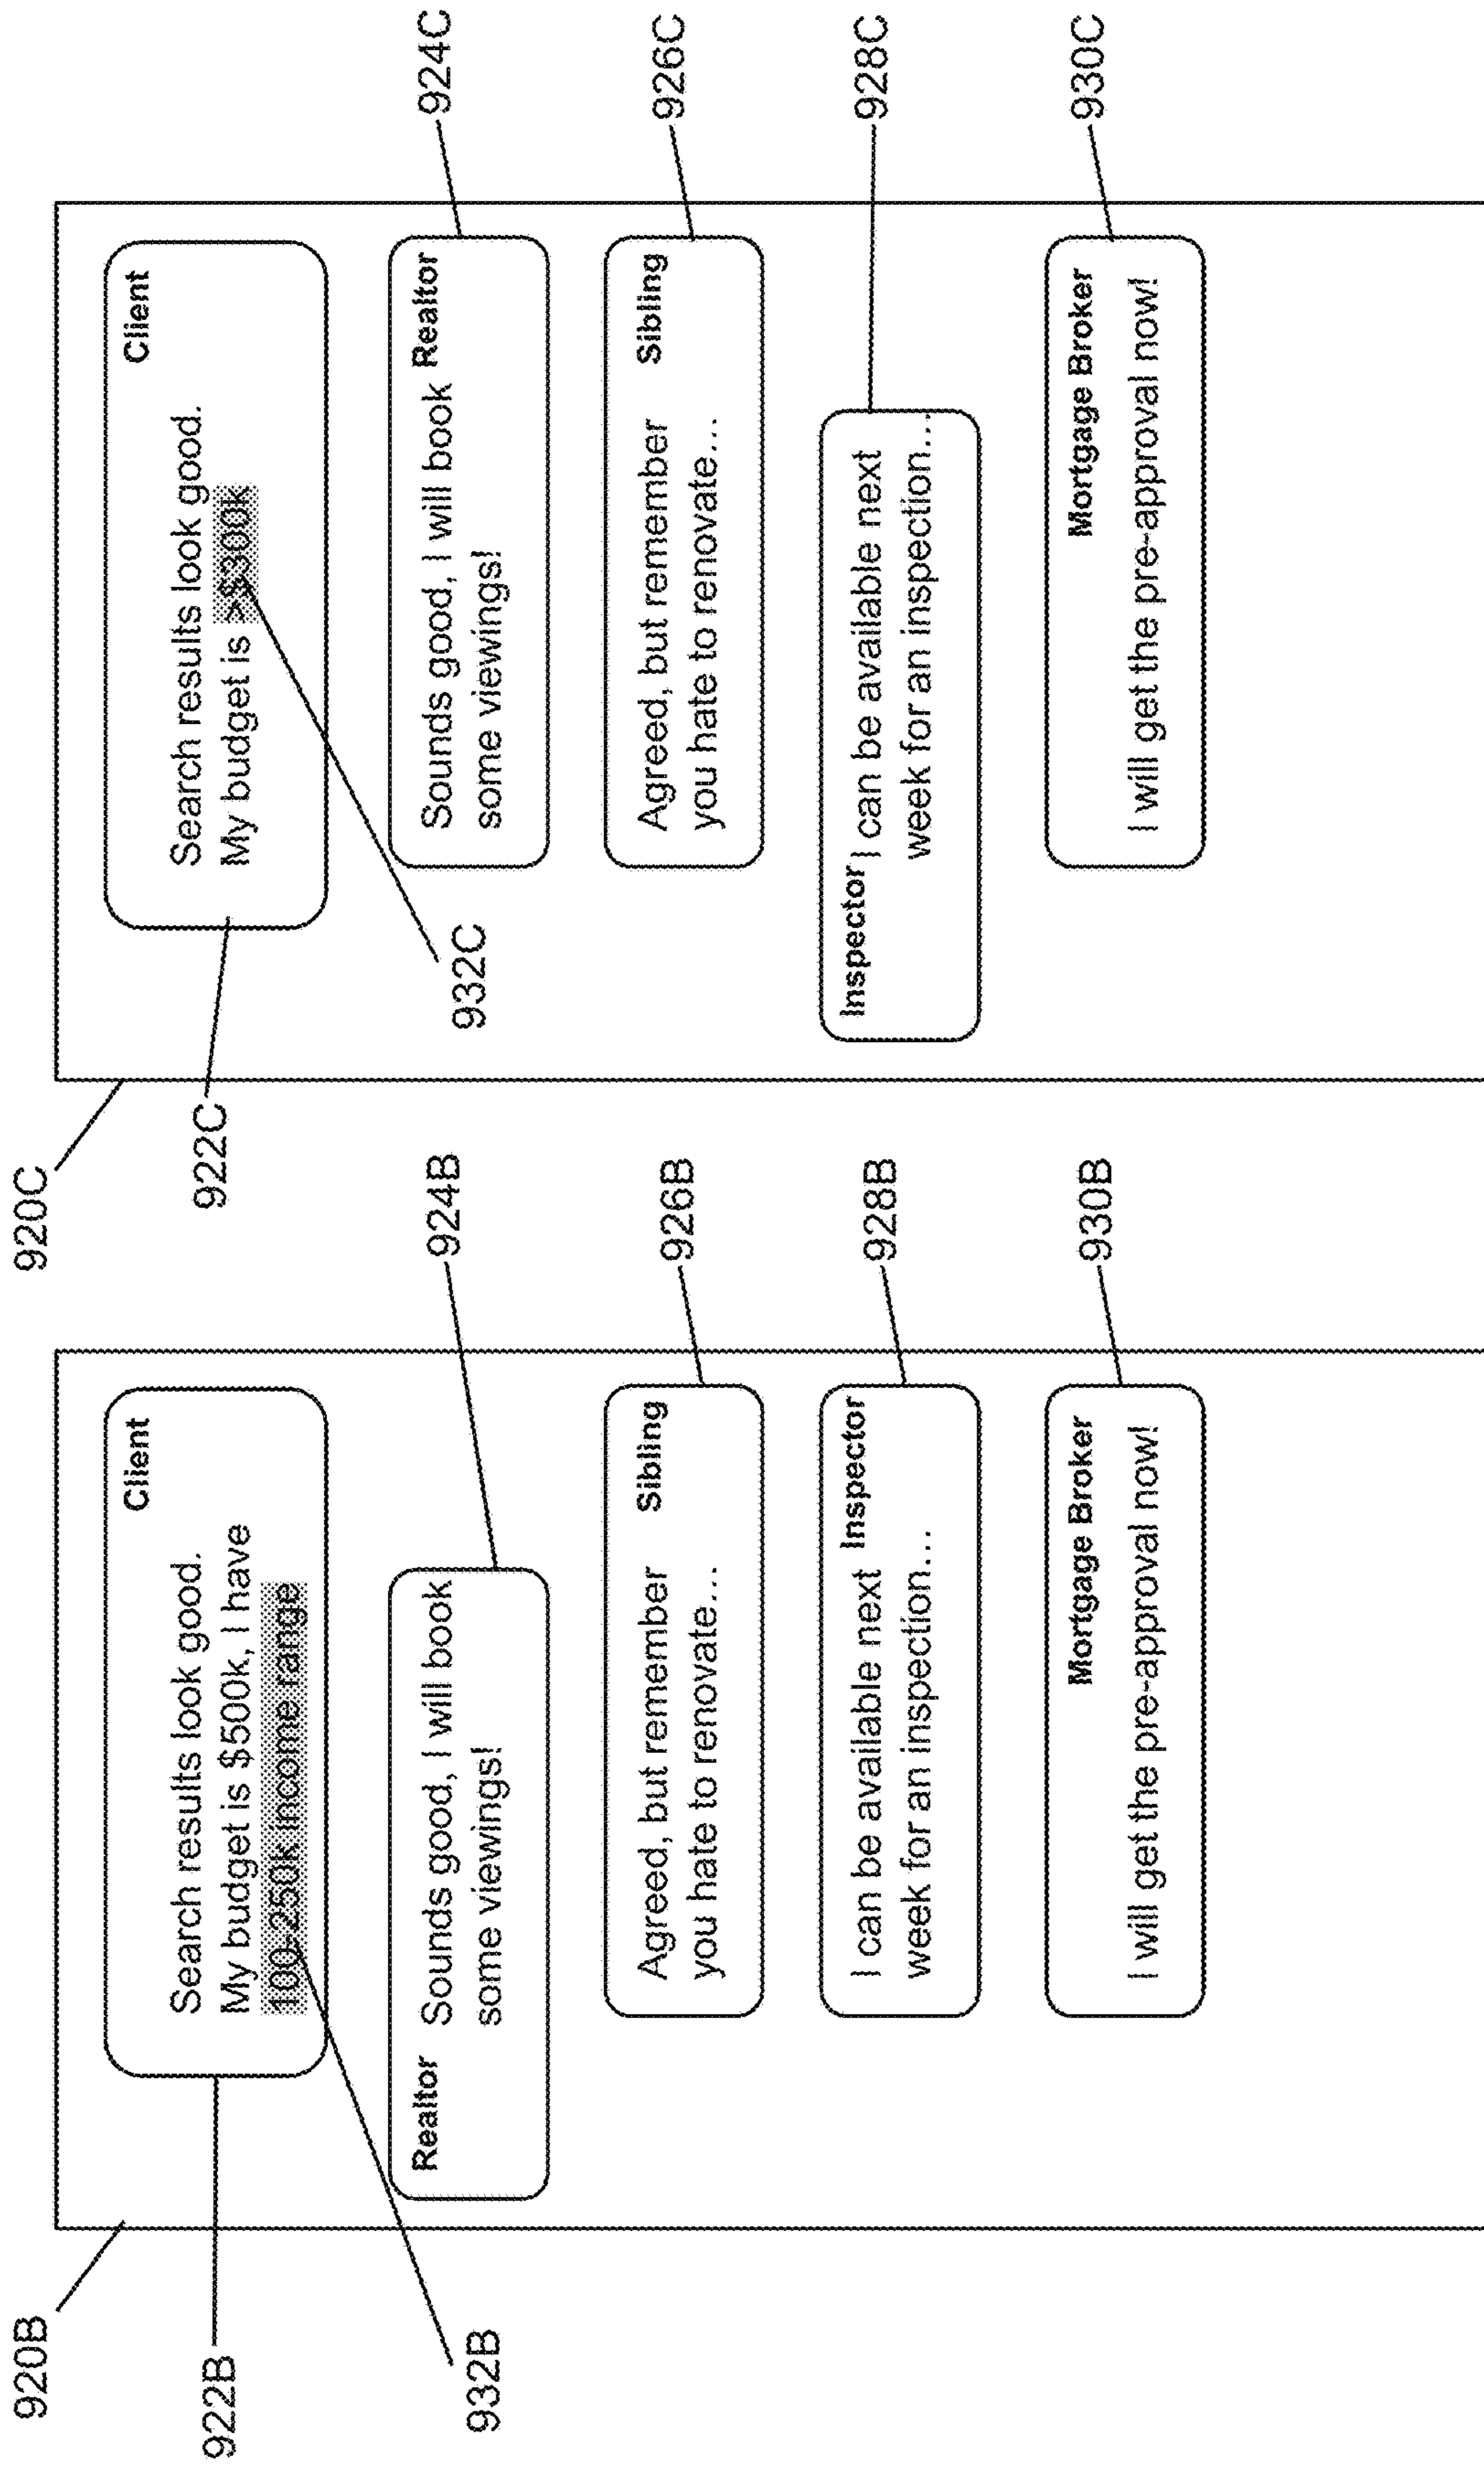 920B
922B
Client
Search results look good.
My budget is $500k, I have
100-250k income range
932B
924B
Realtor
Sounds good, I will book
some viewings!
926B
Sibling
Agreed, but remember
you hate to renovate...
928B
Inspector
I can be available next
week for an inspection...
930B
Mortgage Broker
I will get the pre-approval now!
920C
922C
Client
Search results look good.
My budget is >$300k
932C
924C
Realtor
Sounds good, I will book
some viewings!
926C
Sibling
Agreed, but remember
you hate to renovate...
928C
Inspector
I can be available next
week for an inspection...
930C
Mortgage Broker
I will get the pre-approval now!